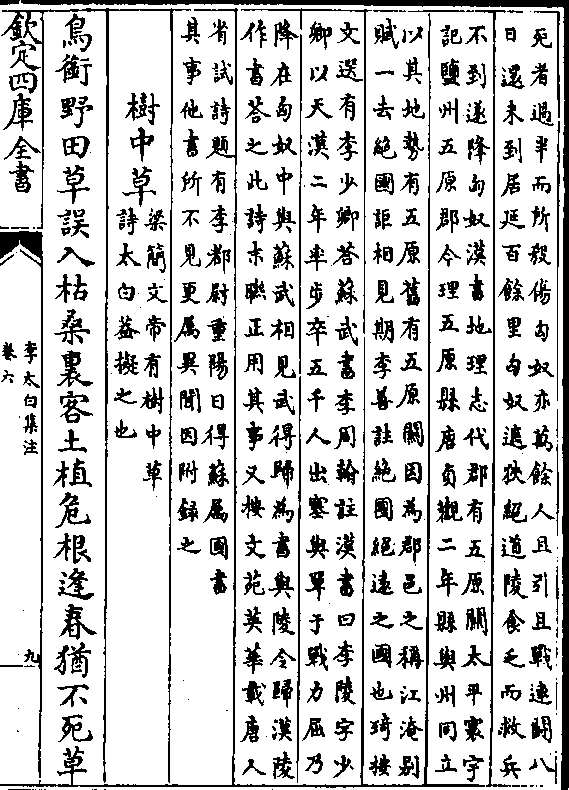 死者過半而所殺傷匈奴亦萬餘人且引且戰連鬬八
日還未到居延百餘里匈奴遮狹絕道陵食乏而救兵
不到遂降匈奴漢書地理志代郡有五原關太平寰宇
記鹽州五原郡今理五原縣唐貞觀二年縣與州同立
以其地勢有五原舊有五原關因為郡邑之稱江淹别
賦一去絕國詎相見期李善註絕國絕遠之國也琦按
文選有李少卿答蘇武書李周翰註漢書曰李陵字少
卿以天漢二年率步卒五千人出塞與單于戰力屈乃
降在匈奴中與蘇武相見武得歸為書與陵令歸漢陵
作書答之此詩末聯正用其事又按文苑英華載唐人
省試詩題有李都尉重陽日得蘇属國書
其事他書所不見更属異聞因附録之
樹中草
梁簡文帝有樹中草
詩太白葢擬之也
鳥銜野田草誤入枯桑裏客土植危根逢春猶不死草
欽定四庫全書
李太白集注
卷六
九